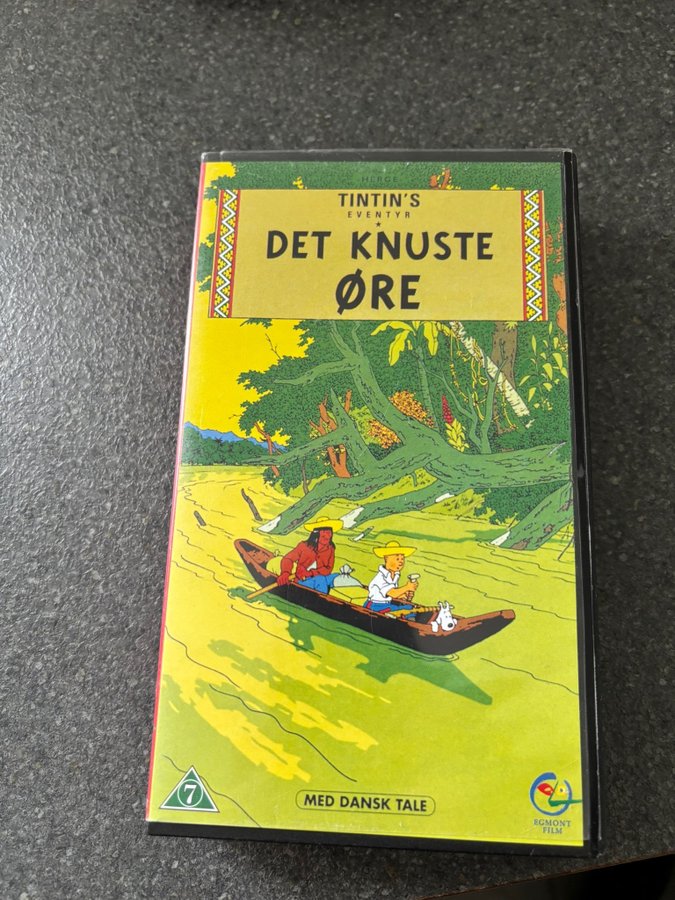 HERGÉ
TINTIN'S
EVENTYR
DET KNUSTE
ØRE
7
MED DANSK TALE
EGMONT
FILM